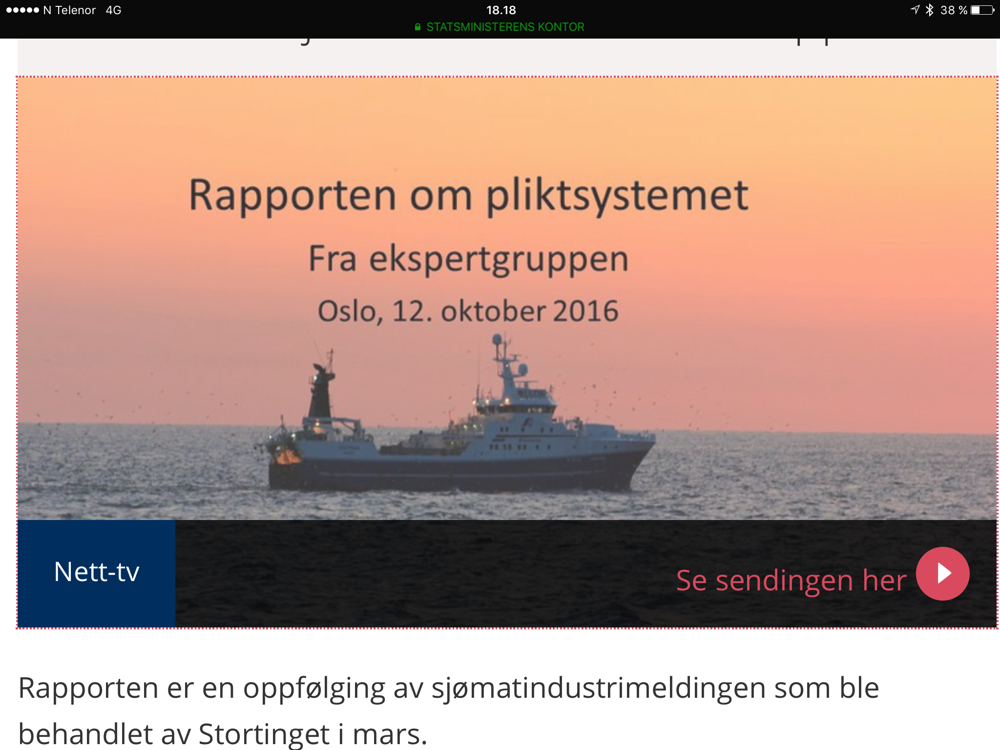 N Telenor 4G 18.18 38 %
STATSMINISTERENS KONTOR
Rapporten om pliktsystemet
Fra ekspertgruppen
Oslo, 12. oktober 2016
Nett-tv
Se sendingen her
Rapporten er en oppfølging av sjømatindustrimeldingen som ble
behandlet av Stortinget i mars.